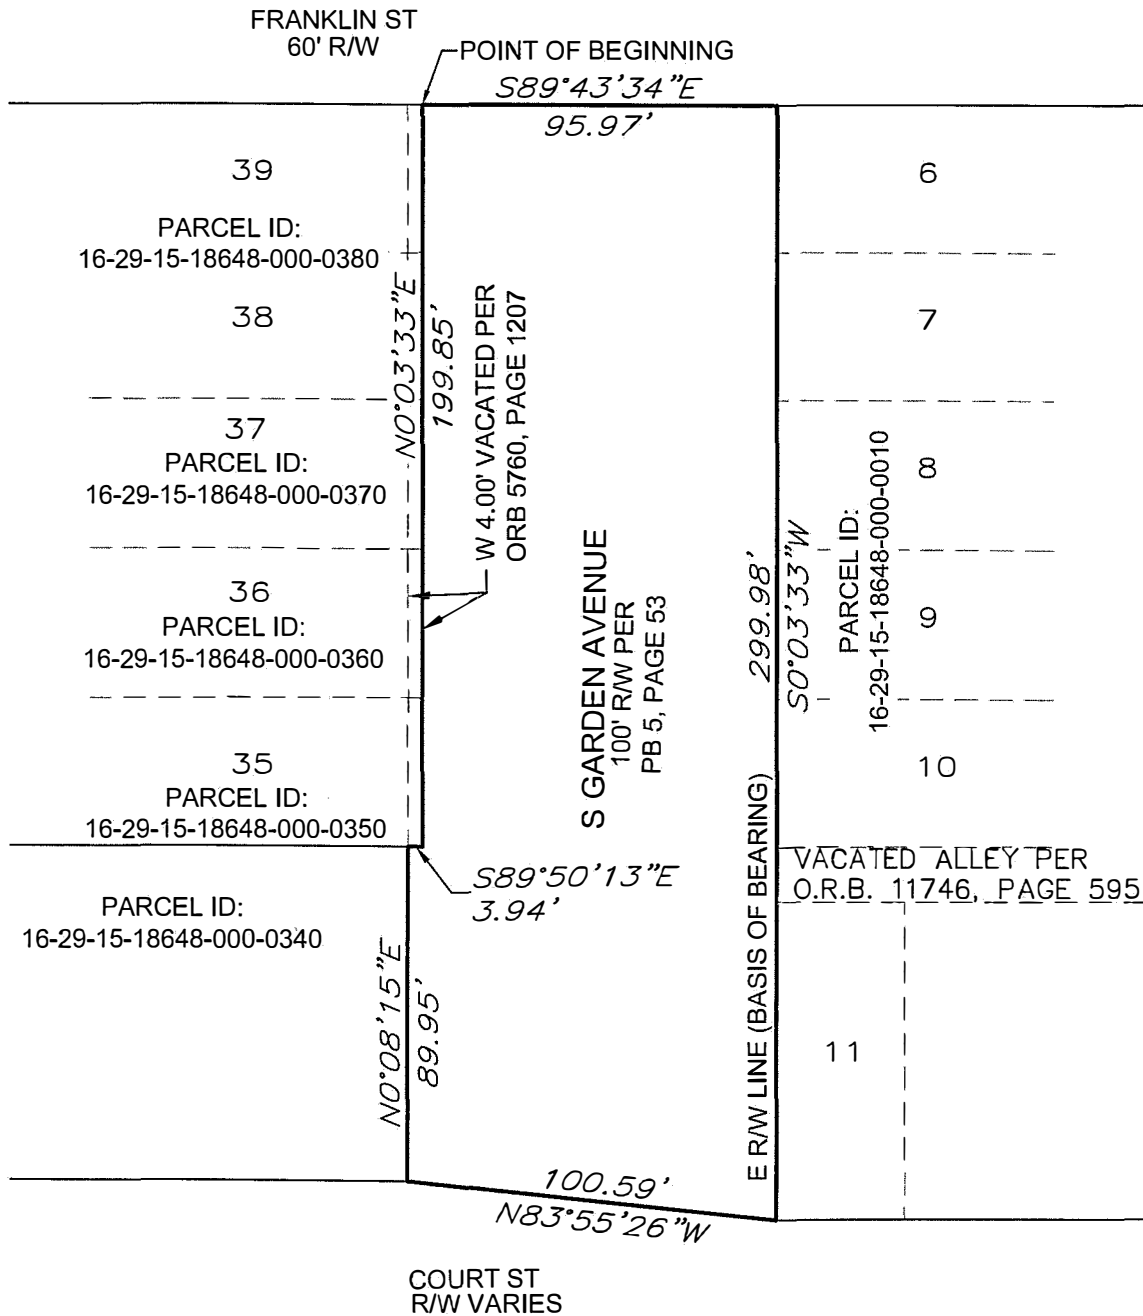 FRANKLIN ST
60' R/W
POINT OF BEGINNING
S89°43'34"E
95.97'
39
PARCEL ID:
16-29-15-18648-000-0380
38
37
PARCEL ID:
16-29-15-18648-000-0370
36
PARCEL ID:
16-29-15-18648-000-0360
35
PARCEL ID:
16-29-15-18648-000-0350
PARCEL ID:
16-29-15-18648-000-0340
N0°03'33"E
199.85'
W 4.00' VACATED PER
ORB 5760, PAGE 1207
S GARDEN AVENUE
100' R/W PER
PB 5, PAGE 53
299.98'
S0°03'33"W
E R/W LINE (BASIS OF BEARING)
6
7
8
9
10
PARCEL ID:
16-29-15-18648-000-0010
VACATED ALLEY PER
O.R.B. 11746, PAGE 595
11
S89°50'13"E
3.94'
N0°08'15"E
89.95'
100.59'
N83°55'26"W
COURT ST
R/W VARIES